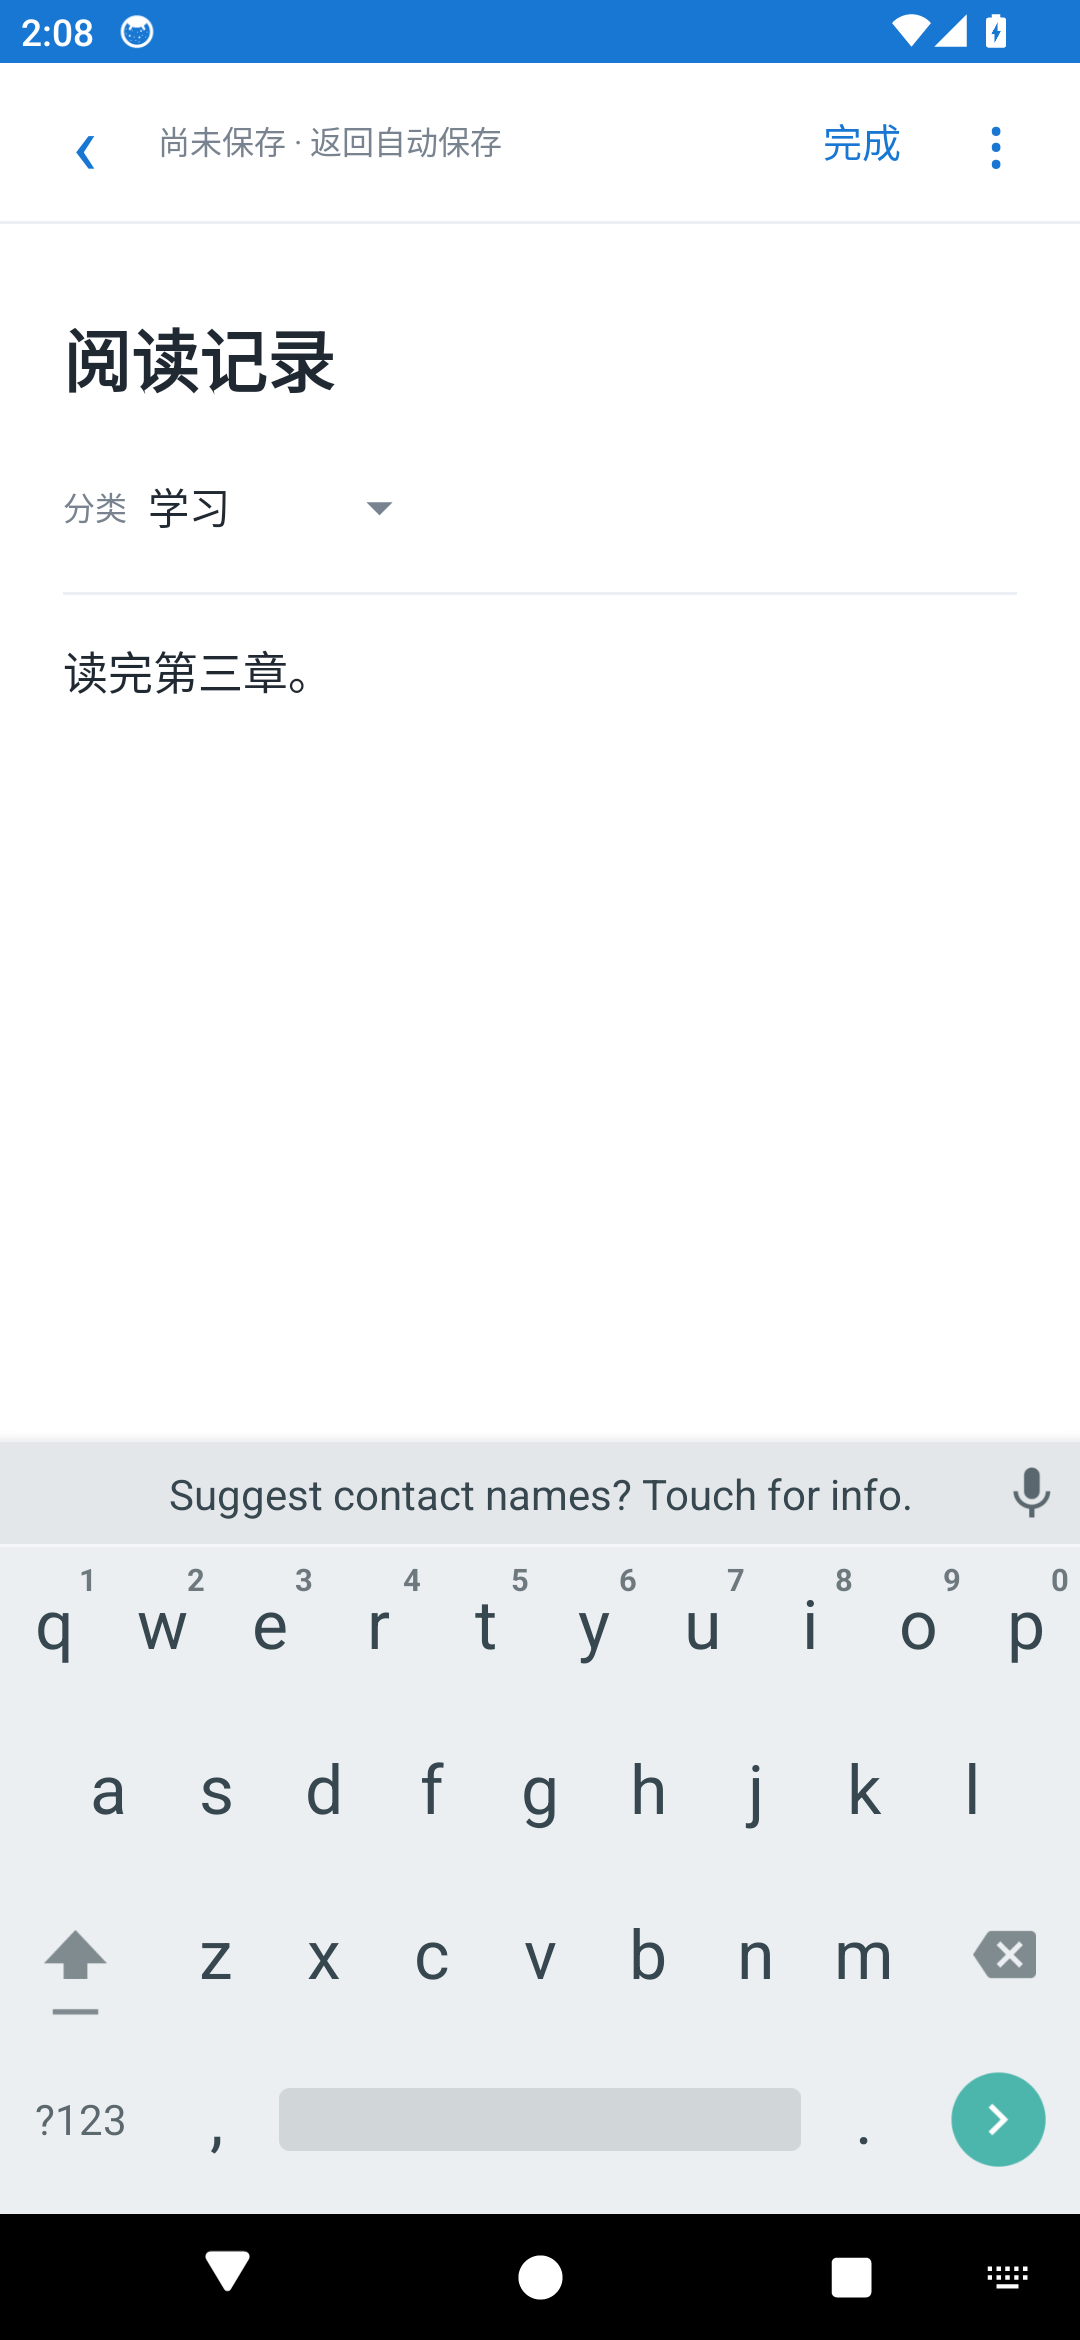 2:08
尚未保存 · 返回自动保存
完成
阅读记录
分类 学习
读完第三章。
Suggest contact names? Touch for info.
1 2 3 4 5 6 7 8 9 0
q w e r t y u i o p
a s d f g h j k l
z x c v b n m
?123 , .